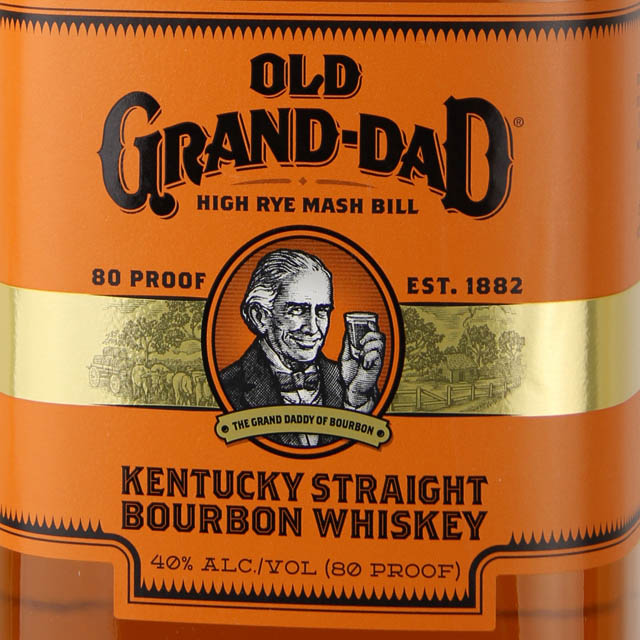 OLD
GRAND-DAD®
HIGH RYE MASH BILL
80 PROOF
EST. 1882
THE GRAND DADDY OF BOURBON
KENTUCKY STRAIGHT
BOURBON WHISKEY
40% ALC./VOL (80 PROOF)